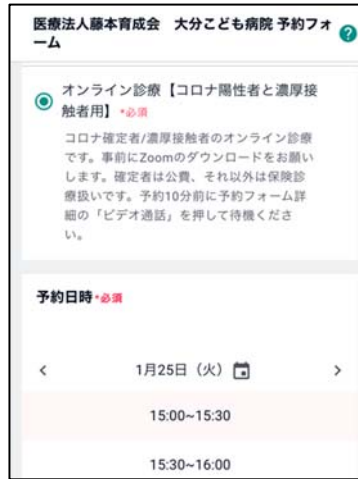 医療法人藤本育成会　大分こども病院 予約フォ
ーム
?
オンライン診療【コロナ陽性者と濃厚接
触者用】 *必須
コロナ確定者/濃厚接触者のオンライン診療
です。事前にZoomのダウンロードをお願い
します。確定者は公費、それ以外は保険診
療扱いです。予約10分前に予約フォーム詳
細の「ビデオ通話」を押して待機くださ
い。
予約日時 *必須
< 1月25日（火） >
15:00~15:30
15:30~16:00